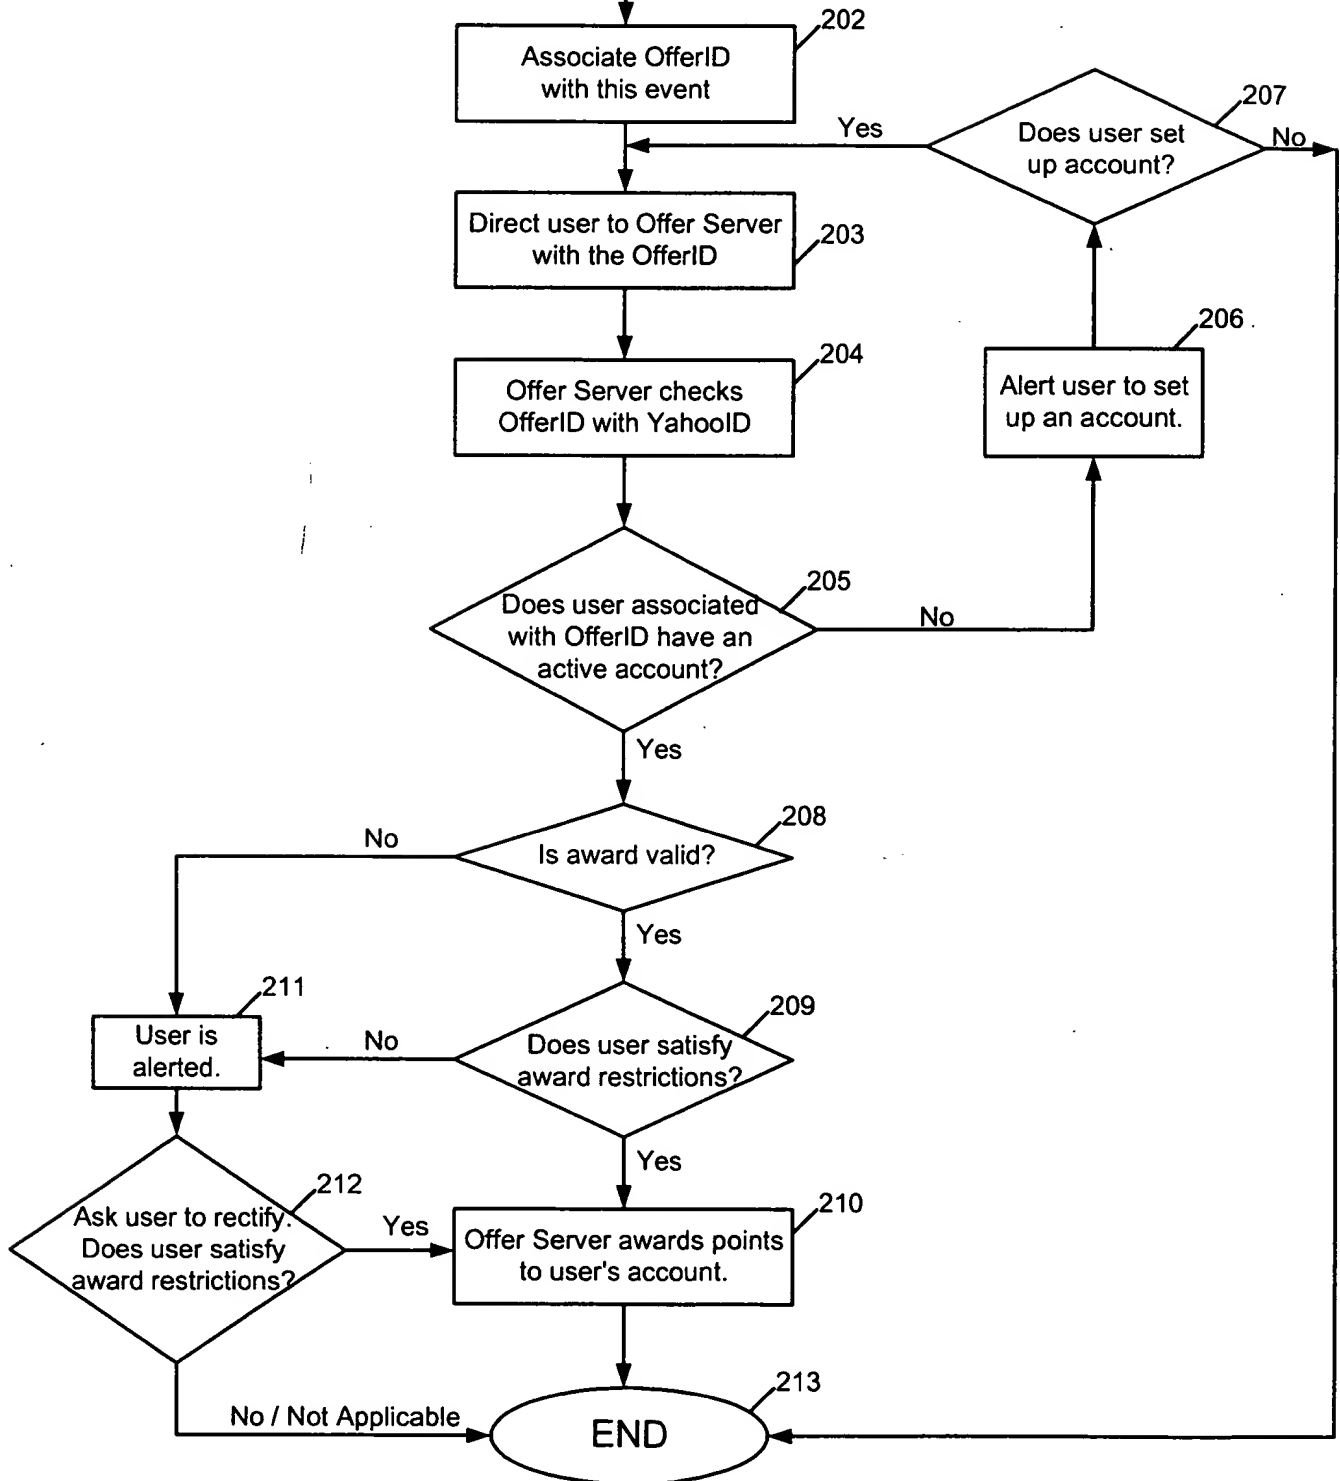 202
Associate OfferID
with this event
207
Does user set
up account?
Yes
No
Direct user to Offer Server
with the OfferID
203
206
Alert user to set
up an account.
204
Offer Server checks
OfferID with YahooID
205
Does user associated
with OfferID have an
active account?
No
Yes
208
Is award valid?
No
Yes
211
User is
alerted.
209
Does user satisfy
award restrictions?
No
Yes
212
Ask user to rectify.
Does user satisfy
award restrictions?
Yes
210
Offer Server awards points
to user's account.
213
No / Not Applicable
END